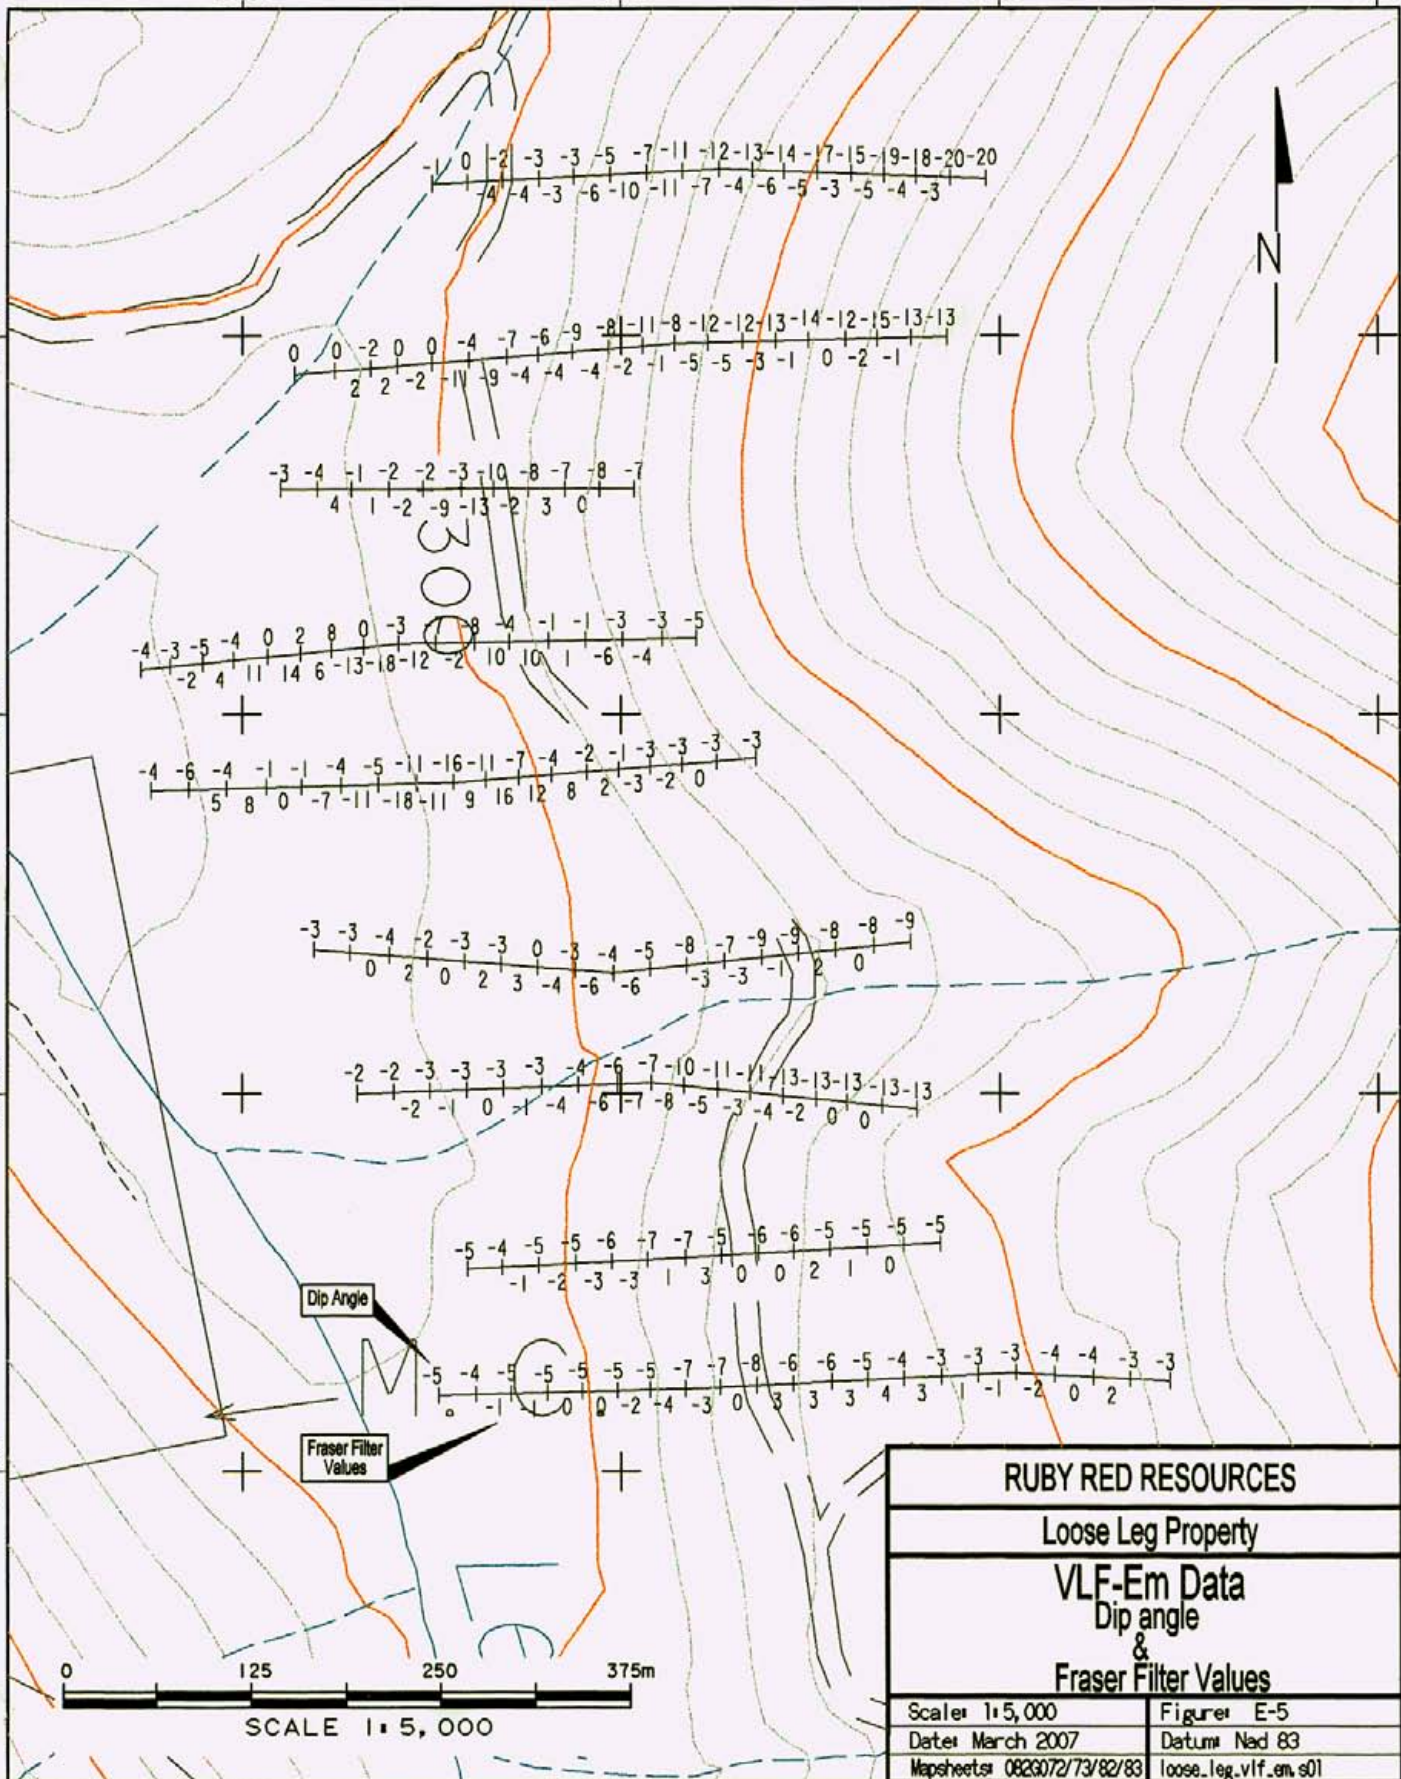 -1 0 -2 -3 -3 -5 -7 -11 -12 -13 -14 -17 -15 -19 -18 -20 -20
-4 -4 -3 -6 -10 -11 -7 -4 -6 -5 -3 -5 -4 -3
N
0 0 -2 0 0 -4 -7 -6 -9 -8 -11 -8 -12 -12 -13 -14 -12 -15 -13 -13
2 2 -2 -11 -9 -4 -4 -4 -2 -1 -5 -5 -3 -1 0 -2 -1
-3 -4 -1 -2 -2 -3 -10 -8 -7 -8 -7
4 1 -2 -9 -13 -2 3 0
300
-4 -3 -5 -4 0 2 8 0 -3 -7 -8 -4 -1 -1 -3 -3 -5
-2 4 11 14 6 -13 -18 -12 -2 10 10 1 -6 -4
-4 -6 -4 -1 -1 -4 -5 -11 -16 -11 -7 -4 -2 -1 -3 -3 -3 -3
5 8 0 -7 -11 -18 -11 9 16 12 8 2 -3 -2 0
-3 -3 -4 -2 -3 -3 0 -3 -4 -5 -8 -7 -9 -9 -8 -8 -9
0 2 0 2 3 -4 -6 -6 -3 -3 -1 2 0
-2 -2 -3 -3 -3 -3 -4 -6 -7 -10 -11 -11 -13 -13 -13 -13 -13
-2 -1 0 -1 -4 -6 -7 -8 -5 -3 -4 -2 0 0
-5 -4 -5 -5 -6 -7 -7 -5 -6 -6 -5 -5 -5 -5
-1 -2 -3 -3 1 3 0 0 2 1 0
Dip Angle
-5 -4 -5 -5 -5 -5 -5 -7 -7 -8 -6 -6 -5 -4 -3 -3 -3 -4 -4 -3 -3
-1 -1 0 -2 -4 -3 0 3 3 3 4 3 1 -1 -2 0 2
Mc
Fraser Filter
Values
Le
0 125 250 375m
SCALE 1:5,000
RUBY RED RESOURCES
Loose Leg Property
VLF-Em Data
Dip angle
&
Fraser Filter Values
Scale: 1:5,000 Figure: E-5
Date: March 2007 Datum: Nad 83
Mapsheets: 082G072/73/82/83 loose_leg_vlf_em.s01